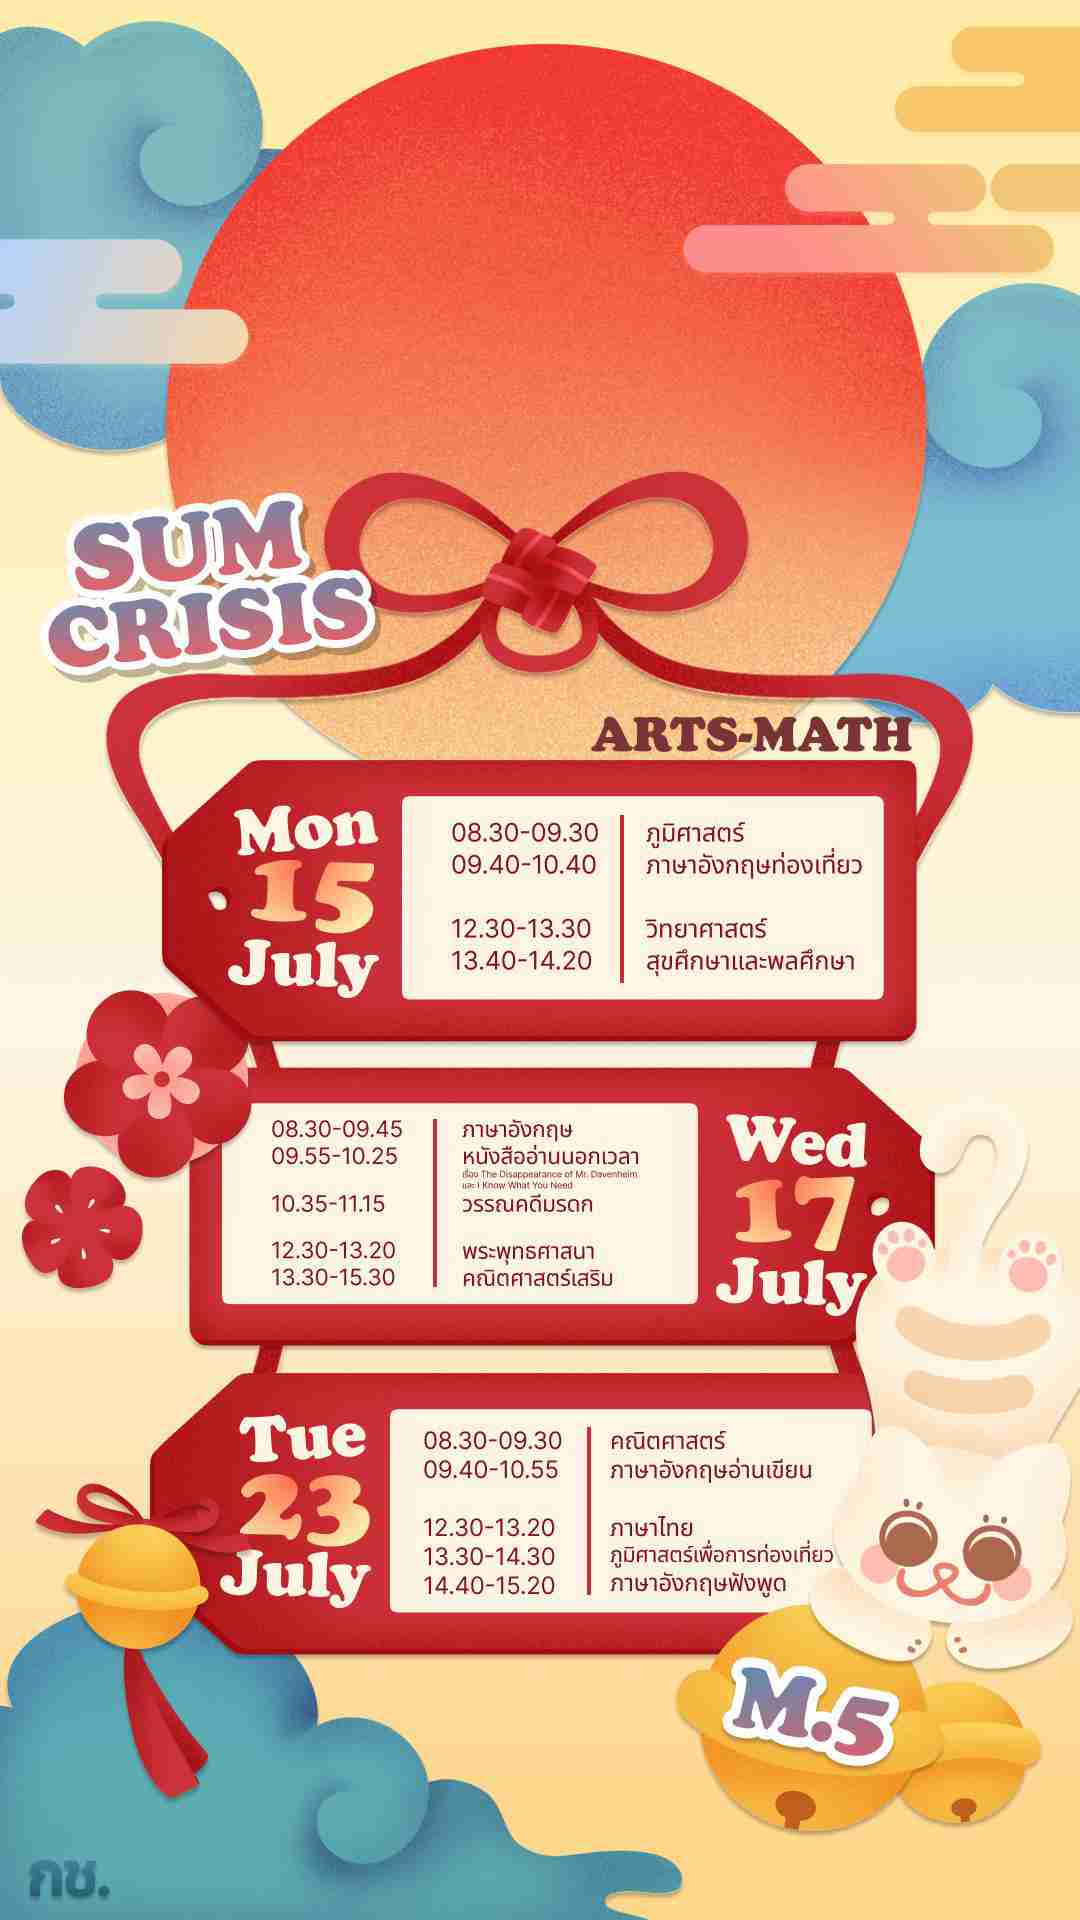 SUM
CRISIS
ARTS-MATH
Mon
15
July
08.30-09.30 ภูมิศาสตร์
09.40-10.40 ภาษาอังกฤษท่องเที่ยว
12.30-13.30 วิทยาศาสตร์
13.40-14.20 สุขศึกษาและพลศึกษา
08.30-09.45 ภาษาอังกฤษ
09.55-10.25 หนังสืออ่านนอกเวลา
เรื่อง The Disappearance of Mr. Davenheim
และ I Know What You Need
10.35-11.15 วรรณคดีมรดก
12.30-13.20 พระพุทธศาสนา
13.30-15.30 คณิตศาสตร์เสริม
Wed
17
July
Tue
23
July
08.30-09.30 คณิตศาสตร์
09.40-10.55 ภาษาอังกฤษอ่านเขียน
12.30-13.20 ภาษาไทย
13.30-14.30 ภูมิศาสตร์เพื่อการท่องเที่ยว
14.40-15.20 ภาษาอังกฤษฟังพูด
M.5
กช.